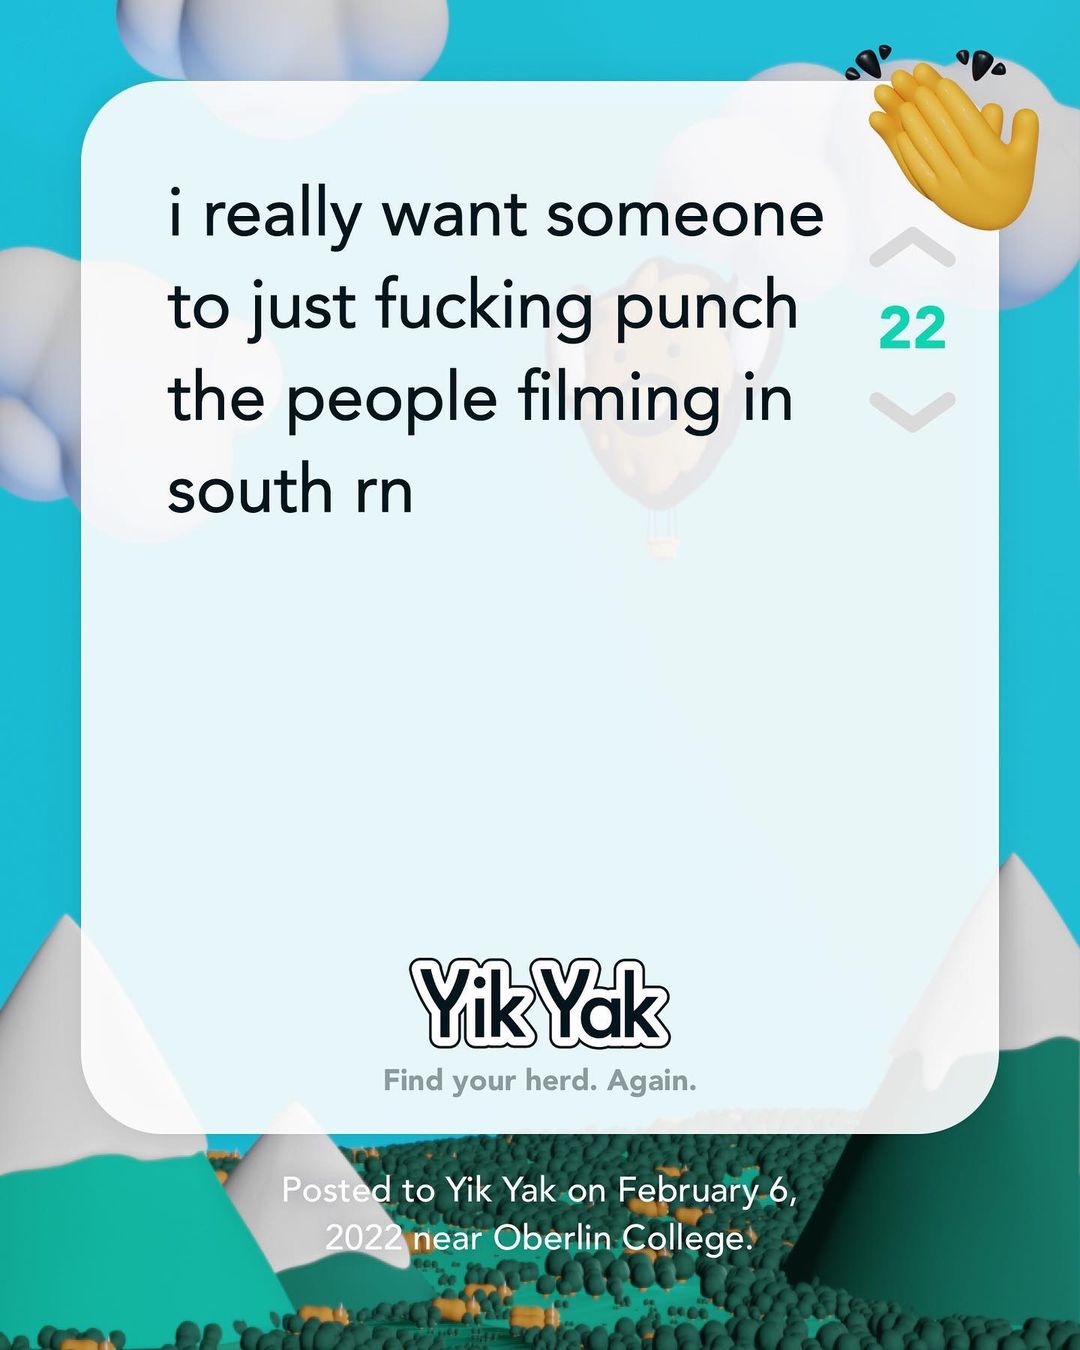 i really want someone
to just fucking punch
the people filming in
south rn
22
Yik Yak
Find your herd. Again.
Posted to Yik Yak on February 6,
2022 near Oberlin College.